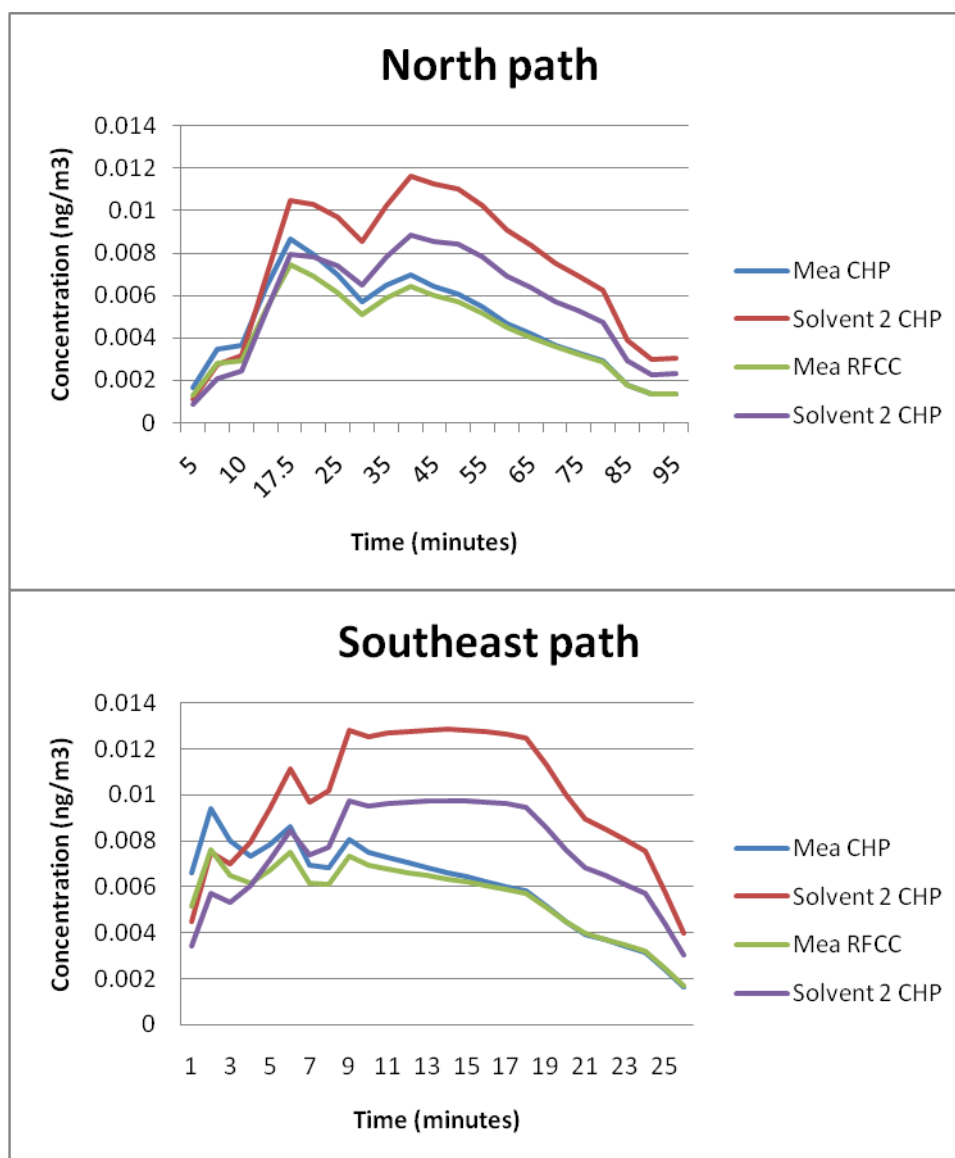 North path
Concentration (ng/m3)
0.014
0.012
0.01
0.008
0.006
0.004
0.002
0
5
10
17.5
25
35
45
55
65
75
85
95
Time (minutes)
Mea CHP
Solvent 2 CHP
Mea RFCC
Solvent 2 CHP
Southeast path
Concentration (ng/m3)
0.014
0.012
0.01
0.008
0.006
0.004
0.002
0
1
3
5
7
9
11
13
15
17
19
21
23
25
Time (minutes)
Mea CHP
Solvent 2 CHP
Mea RFCC
Solvent 2 CHP